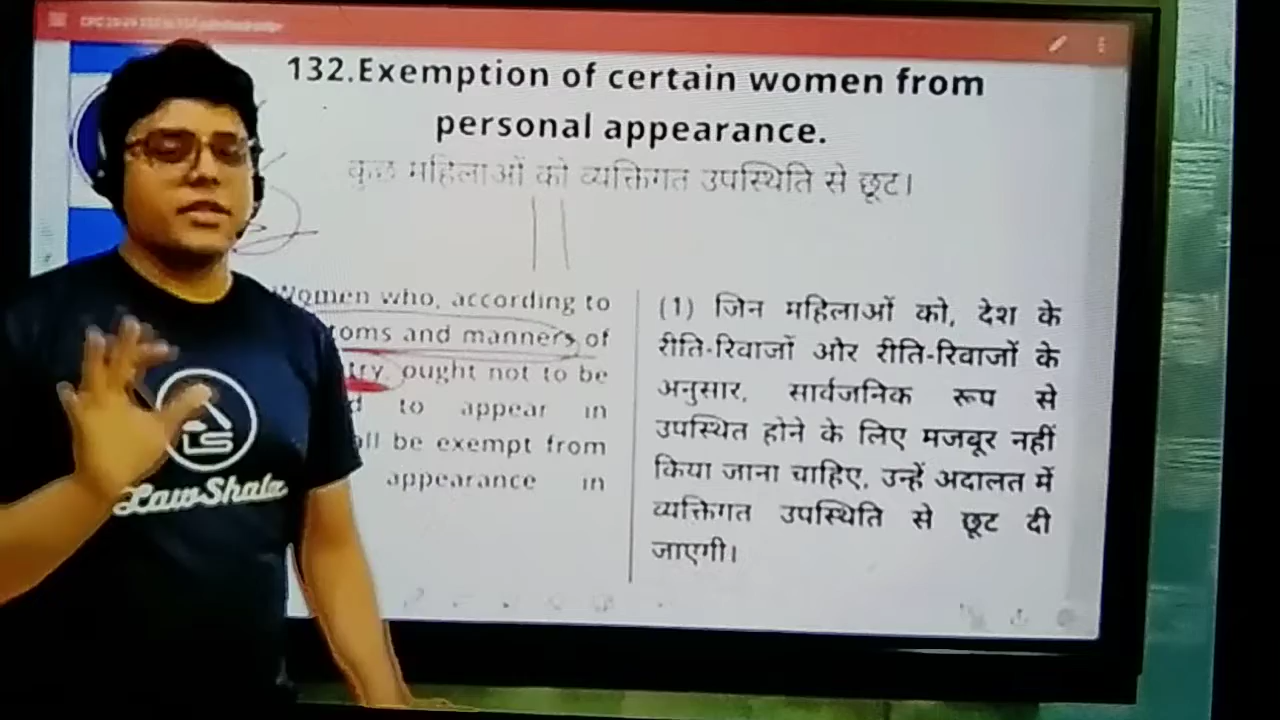 132.Exemption of certain women from
personal appearance.
कुछ महिलाओं को व्यक्तिगत उपस्थिति से छूट।
Women who, according to
toms and manners of
try, ought not to be
d to appear in
all be exempt from
appearance in
(1) जिन महिलाओं को, देश के
रीति-रिवाजों और रीति-रिवाजों के
अनुसार, सार्वजनिक रूप से
उपस्थित होने के लिए मजबूर नहीं
किया जाना चाहिए, उन्हें अदालत में
व्यक्तिगत उपस्थिति से छूट दी
जाएगी।
LS
LawShala